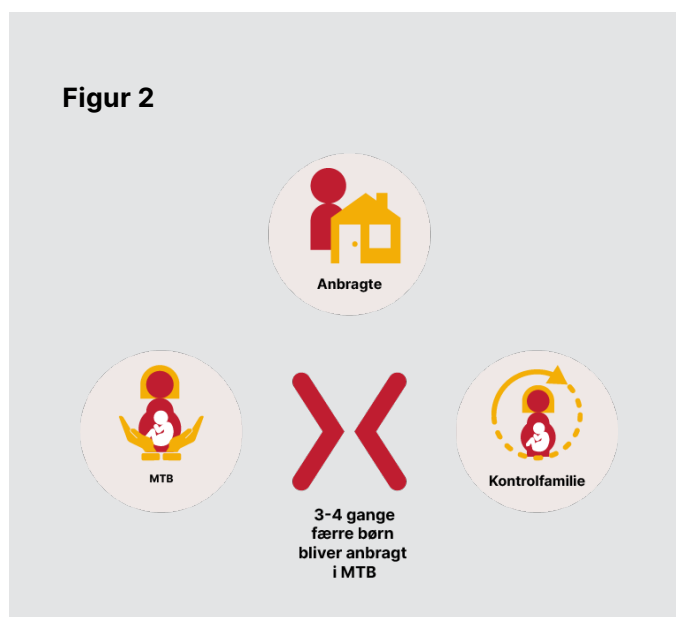 Figur 2
Anbragte
MTB
Kontrolfamilie
3-4 gange
færre børn
bliver anbragt
i MTB